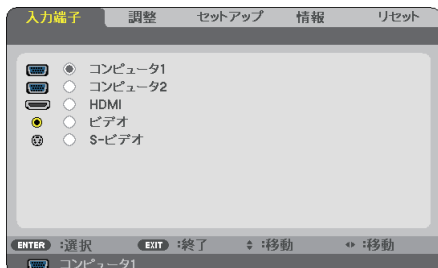 入力端子 調整 セットアップ 情報 リセット
コンピュータ1
コンピュータ2
HDMI
ビデオ
S-ビデオ
ENTER :選択 EXIT :終了 :移動 :移動
コンピュータ1